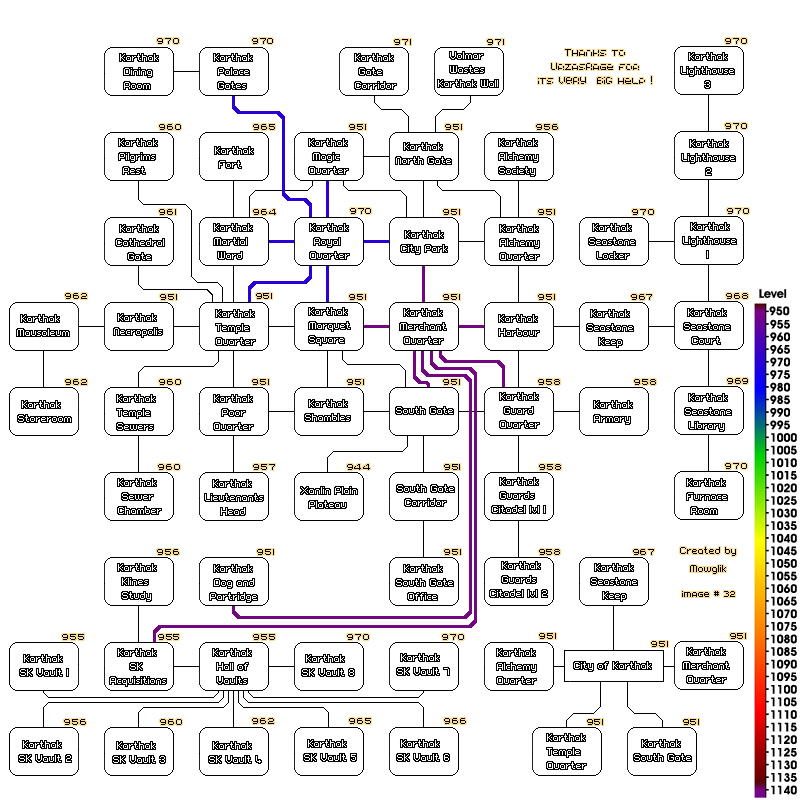 970 970 971 971 970
Karthak Dining Room
Karthak Palace Gates
Karthak Gate Corridor
Valmar Wastes Karthak Wall
Thanks to
Vazasrage for
its very big help!
Karthak Lighthouse 3
960 965 951 951 956 970
Karthak Pilgrims Rest
Karthak Fort
Karthak Magic Quarter
Karthak North Gate
Karthak Alchemy Society
Karthak Lighthouse 2
961 964 970 951 951 970 970
Karthak Cathedral Gate
Karthak Martial Ward
Karthak Royal Quarter
Karthak City Park
Karthak Alchemy Quarter
Karthak Seastone Locker
Karthak Lighthouse 1
Level
962 951 951 951 951 951 967 968
Karthak Mausoleum
Karthak Necropolis
Karthak Temple Quarter
Karthak Marquet Square
Karthak Merchant Quarter
Karthak Harbour
Karthak Seastone Keep
Karthak Seastone Court
962 960 951 951 951 958 958 969
Karthak Storeroom
Karthak Temple Sewers
Karthak Poor Quarter
Karthak Shambles
South Gate
Karthak Guard Quarter
Karthak Armory
Karthak Seastone Library
960 957 944 951 958 970
Karthak Sewer Chamber
Karthak Lieutenants Head
Xanlin Plain Plateau
South Gate Corridor
Karthak Guards Citadel lvl 1
Karthak Furnace Room
956 951 951 958 967
Karthak Kines Study
Karthak Dog and Partridge
Karthak South Gate Office
Karthak Guards Citadel lvl 2
Karthak Seastone Keep
Created by
Mowglik
image # 32
955 955 955 970 970 951 951 951
Karthak SK Vault 1
Karthak SK Acquisitions
Karthak Hall of Vaults
Karthak SK Vault 8
Karthak SK Vault 7
Karthak Alchemy Quarter
City of Karthak
Karthak Merchant Quarter
956 960 962 965 966 951 951
Karthak SK Vault 2
Karthak SK Vault 3
Karthak SK Vault 4
Karthak SK Vault 5
Karthak SK Vault 6
Karthak Temple Quarter
Karthak South Gate
950
955
960
965
970
975
980
985
990
995
1000
1005
1010
1015
1020
1025
1030
1035
1040
1045
1050
1055
1060
1065
1070
1075
1080
1085
1090
1095
1100
1105
1110
1115
1120
1125
1130
1135
1140